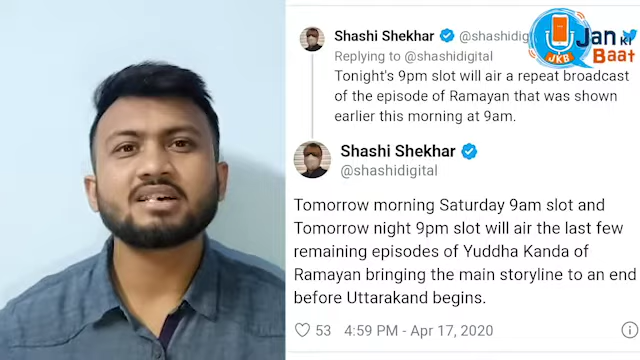 Shashi Shekhar @shashidig
Replying to @shashidigital
Tonight's 9pm slot will air a repeat broadcast
of the episode of Ramayan that was shown
earlier this morning at 9am.
Jan ki
Baat
JKB
Shashi Shekhar
@shashidigital
Tomorrow morning Saturday 9am slot and
Tomorrow night 9pm slot will air the last few
remaining episodes of Yuddha Kanda of
Ramayan bringing the main storyline to an end
before Uttarakand begins.
53 4:59 PM - Apr 17, 2020